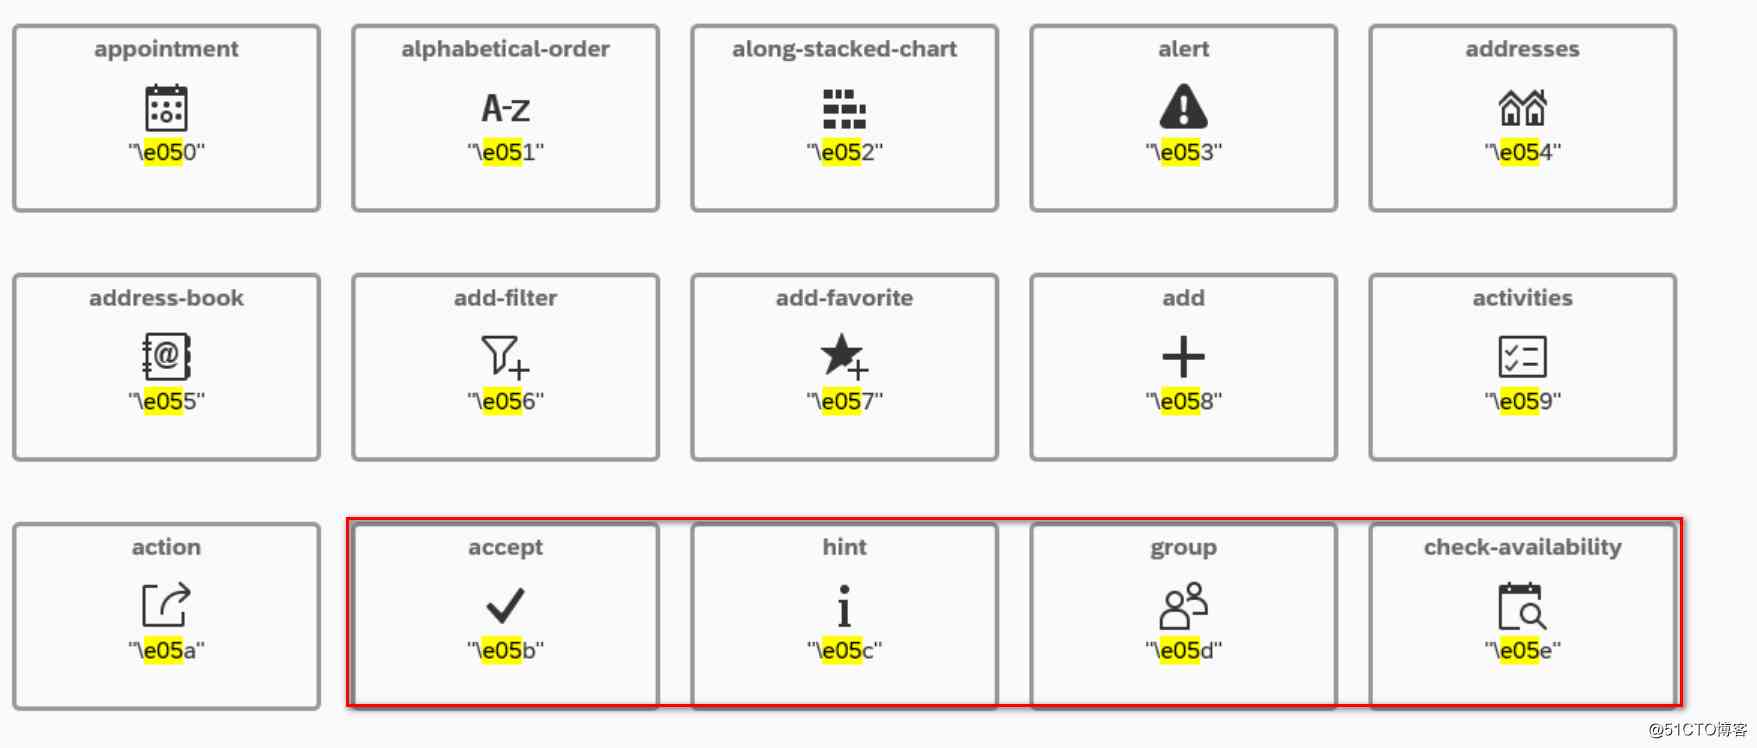 appointment
alphabetical-order
along-stacked-chart
alert
addresses
A-Z
"\e050"
"\e051"
"\e052"
"\e053"
"\e054"
address-book
add-filter
add-favorite
add
activities
@
"\e055"
"\e056"
"\e057"
"\e058"
"\e059"
action
accept
hint
group
check-availability
i
"\e05a"
"\e05b"
"\e05c"
"\e05d"
"\e05e"
@51CTO博客